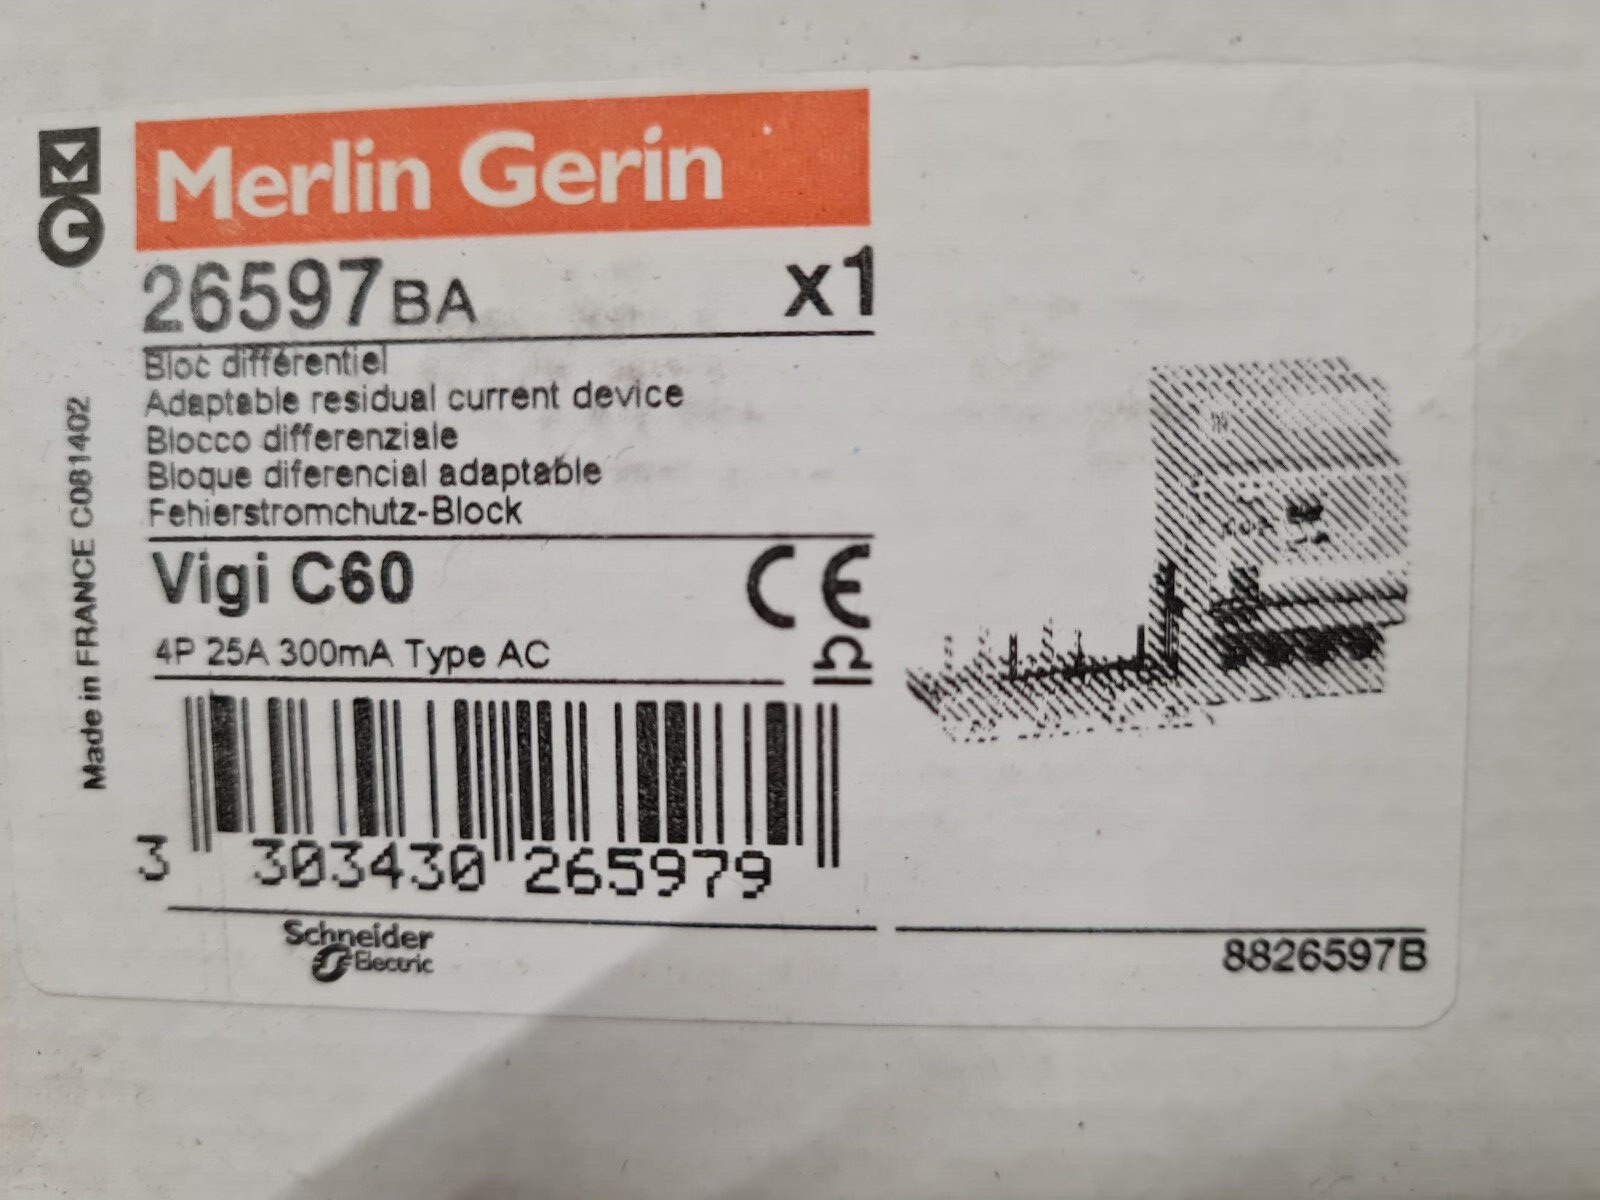 Merlin Gerin
26597BA x1
Bloc différentiel
Adaptable residual current device
Blocco differenziale
Bloque diferencial adaptable
Fehierstromchutz-Block
Vigi C60 CE
4P 25A 300mA Type AC
3 303430 265979
Schneider
Electric
8826597B
Made in FRANCE C081402